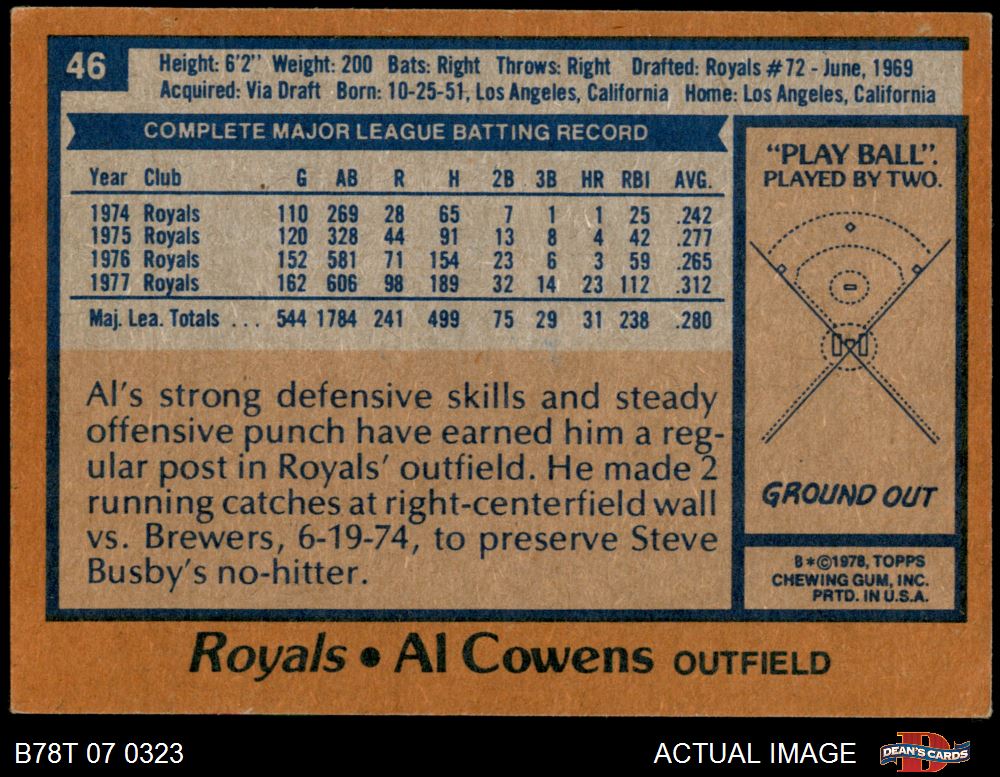 46
Height: 6'2" Weight: 200 Bats: Right Throws: Right Drafted: Royals #72 - June, 1969
Acquired: Via Draft Born: 10-25-51, Los Angeles, California Home: Los Angeles, California
COMPLETE MAJOR LEAGUE BATTING RECORD
Year Club G AB R H 2B 3B HR RBI AVG.
1974 Royals 110 269 28 65 7 1 1 25 .242
1975 Royals 120 328 44 91 13 8 4 42 .277
1976 Royals 152 581 71 154 23 6 3 59 .265
1977 Royals 162 606 98 189 32 14 23 112 .312
Maj. Lea. Totals ... 544 1784 241 499 75 29 31 238 .280
Al's strong defensive skills and steady
offensive punch have earned him a reg-
ular post in Royals' outfield. He made 2
running catches at right-centerfield wall
vs. Brewers, 6-19-74, to preserve Steve
Busby's no-hitter.
"PLAY BALL".
PLAYED BY TWO.
GROUND OUT
B*©1978, TOPPS
CHEWING GUM, INC.
PRTD. IN U.S.A.
Royals • Al Cowens OUTFIELD
B78T 07 0323
ACTUAL IMAGE
DEAN'S CARDS